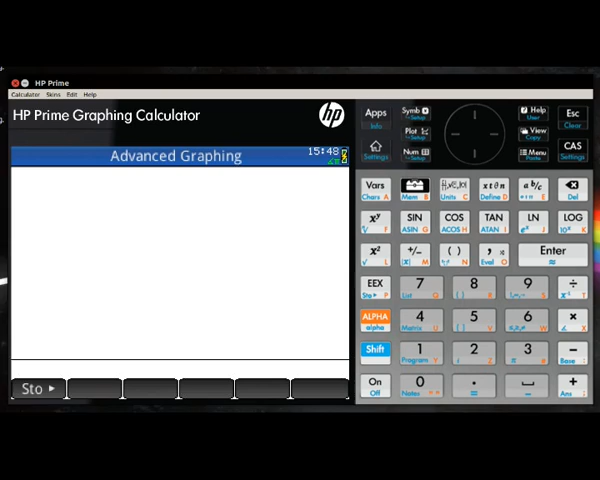 HP Prime
Calculator Skins Edit Help
HP Prime Graphing Calculator
hp
Advanced Graphing
15:48
Sto ▸
Apps
Info
Symb
Setup
Help
User
Esc
Clear
Plot
Setup
View
Copy
Settings
Num
Setup
Menu
Paste
CAS
Settings
Vars
Chars A
Mem B
Units C
x t θ n
Define D
a b/c
E
Del
SIN
ASIN G
COS
ACOS H
TAN
ATAN I
LN
LOG
+/-
|x| M
( )
N
Eval O
Enter
≈
EEX
Sto ▸ P
7
List Q
8
9
÷
ALPHA
alpha
4
Matrix U
5
6
×
Shift
1
Program Y
2
3
−
Base :
On
Off
0
Notes
+
Ans ;